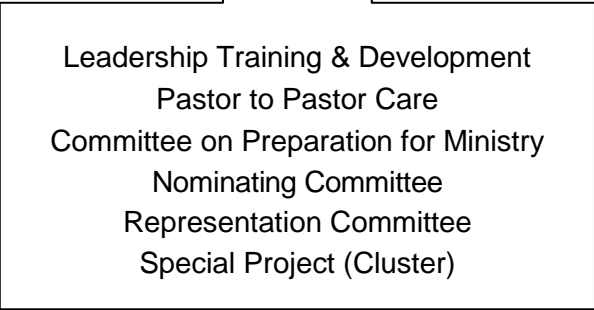 Leadership Training & Development
Pastor to Pastor Care
Committee on Preparation for Ministry
Nominating Committee
Representation Committee
Special Project (Cluster)